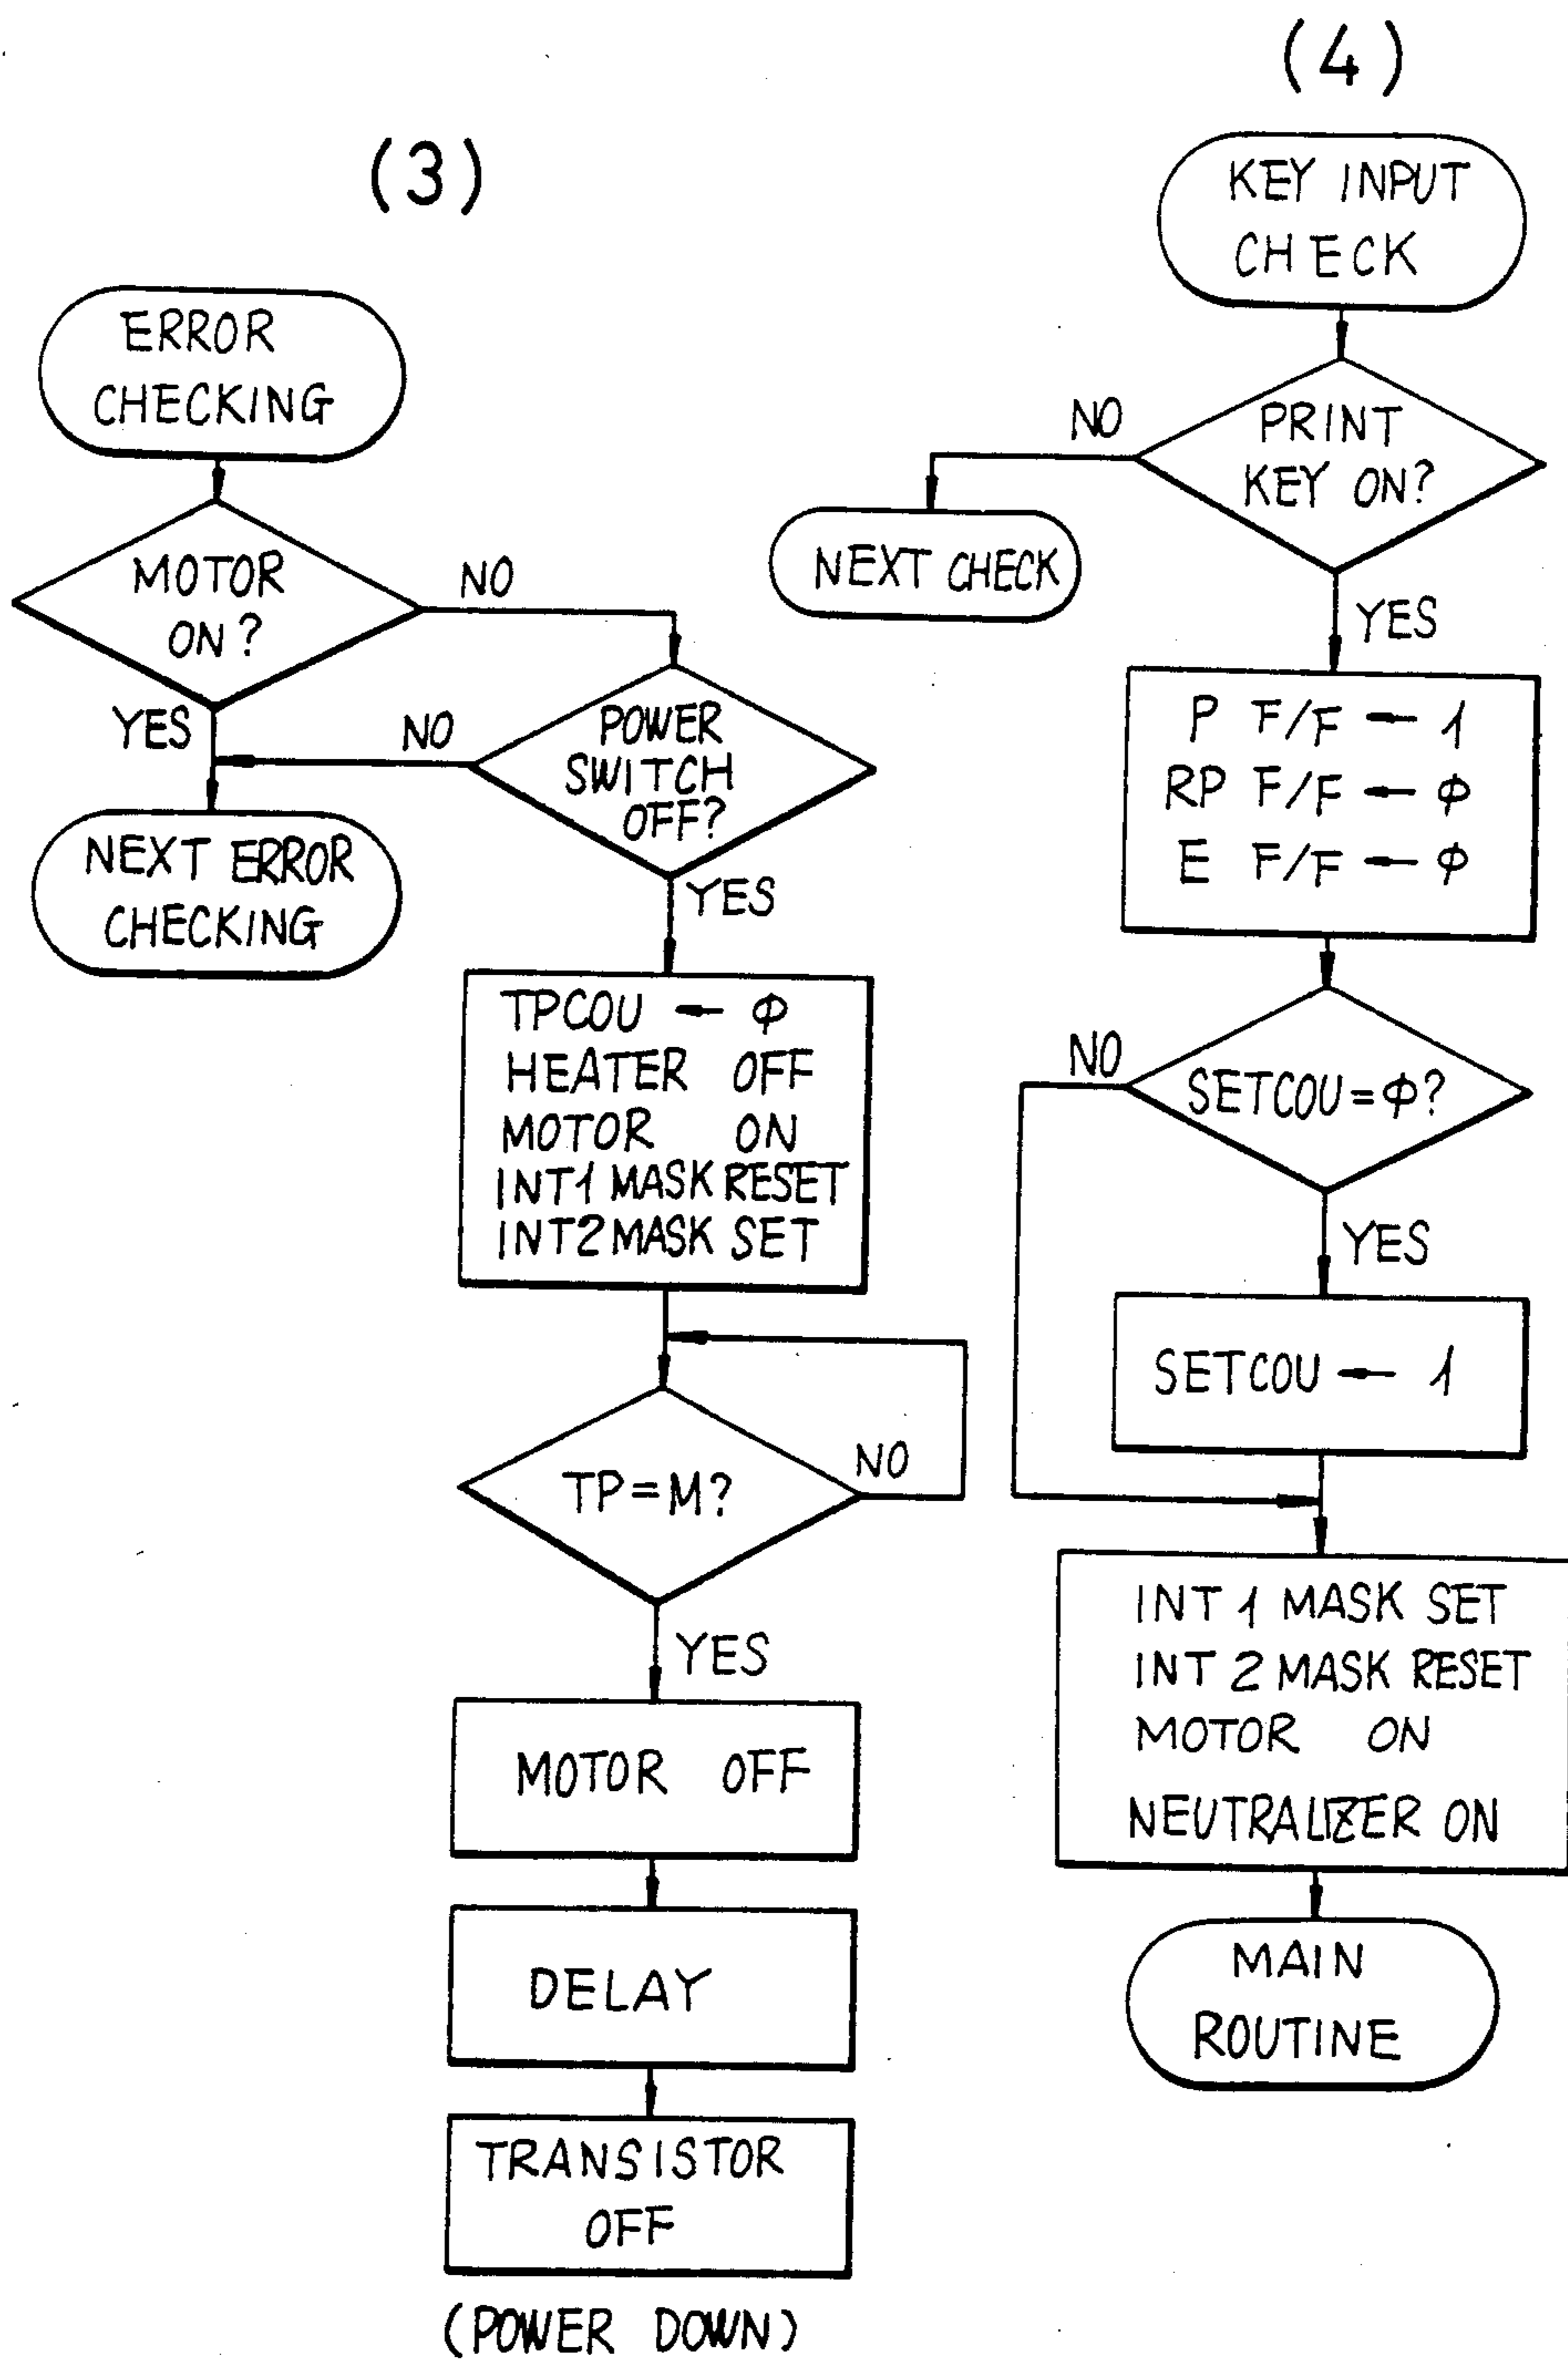 (3)
ERROR
CHECKING
MOTOR
ON?
NO
YES
POWER
SWITCH
OFF?
NO
YES
NEXT ERROR
CHECKING
TPCOU ← ϕ
HEATER OFF
MOTOR ON
INT1 MASK RESET
INT2 MASK SET
TP=M?
NO
YES
MOTOR OFF
DELAY
TRANSISTOR
OFF
(POWER DOWN)
(4)
KEY INPUT
CHECK
PRINT
KEY ON?
NO
NEXT CHECK
YES
P F/F ← 1
RP F/F ← ϕ
E F/F ← ϕ
SETCOU=ϕ?
NO
YES
SETCOU ← 1
INT 1 MASK SET
INT 2 MASK RESET
MOTOR ON
NEUTRALIZER ON
MAIN
ROUTINE